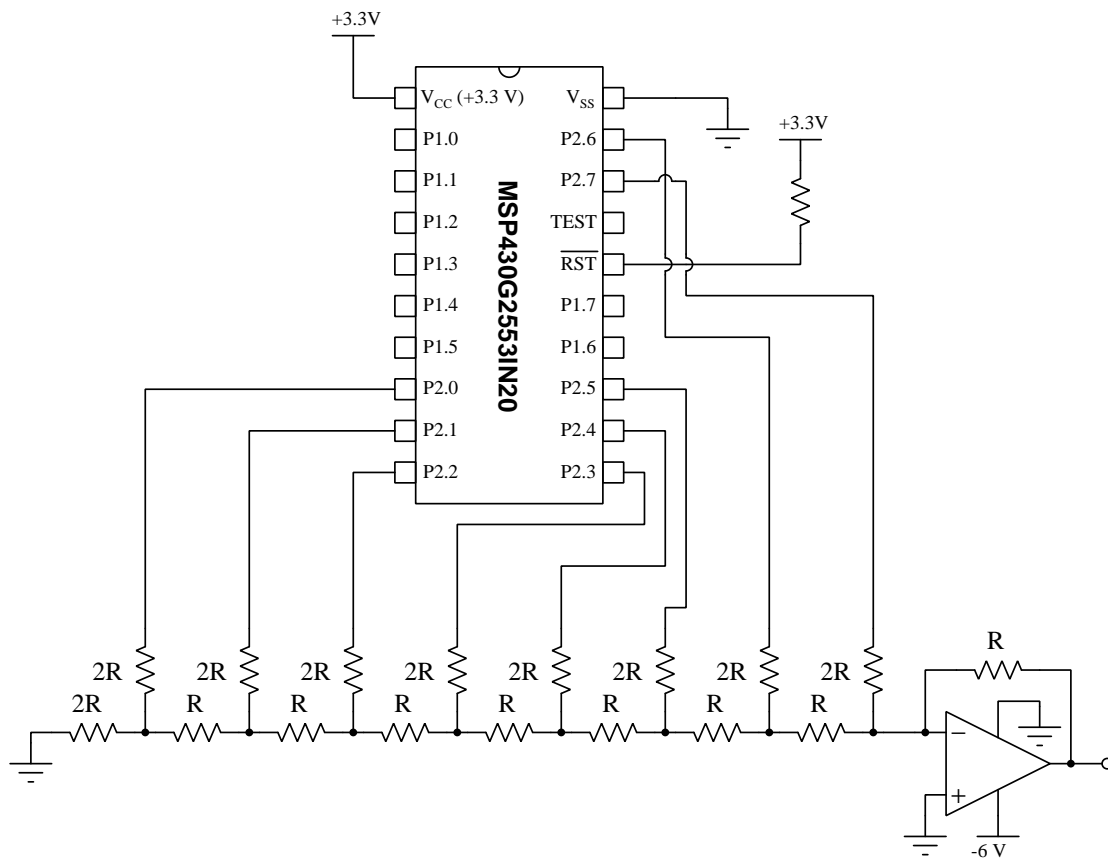 +3.3V
V_CC (+3.3 V)
V_SS
P1.0
P2.6
+3.3V
P1.1
P2.7
P1.2
TEST
P1.3
RST
P1.4
P1.7
P1.5
P1.6
P2.0
P2.5
P2.1
P2.4
P2.2
P2.3
MSP430G2553IN20
2R
2R
2R
2R
2R
2R
2R
2R
R
2R
R
R
R
R
R
R
R
−
+
-6 V